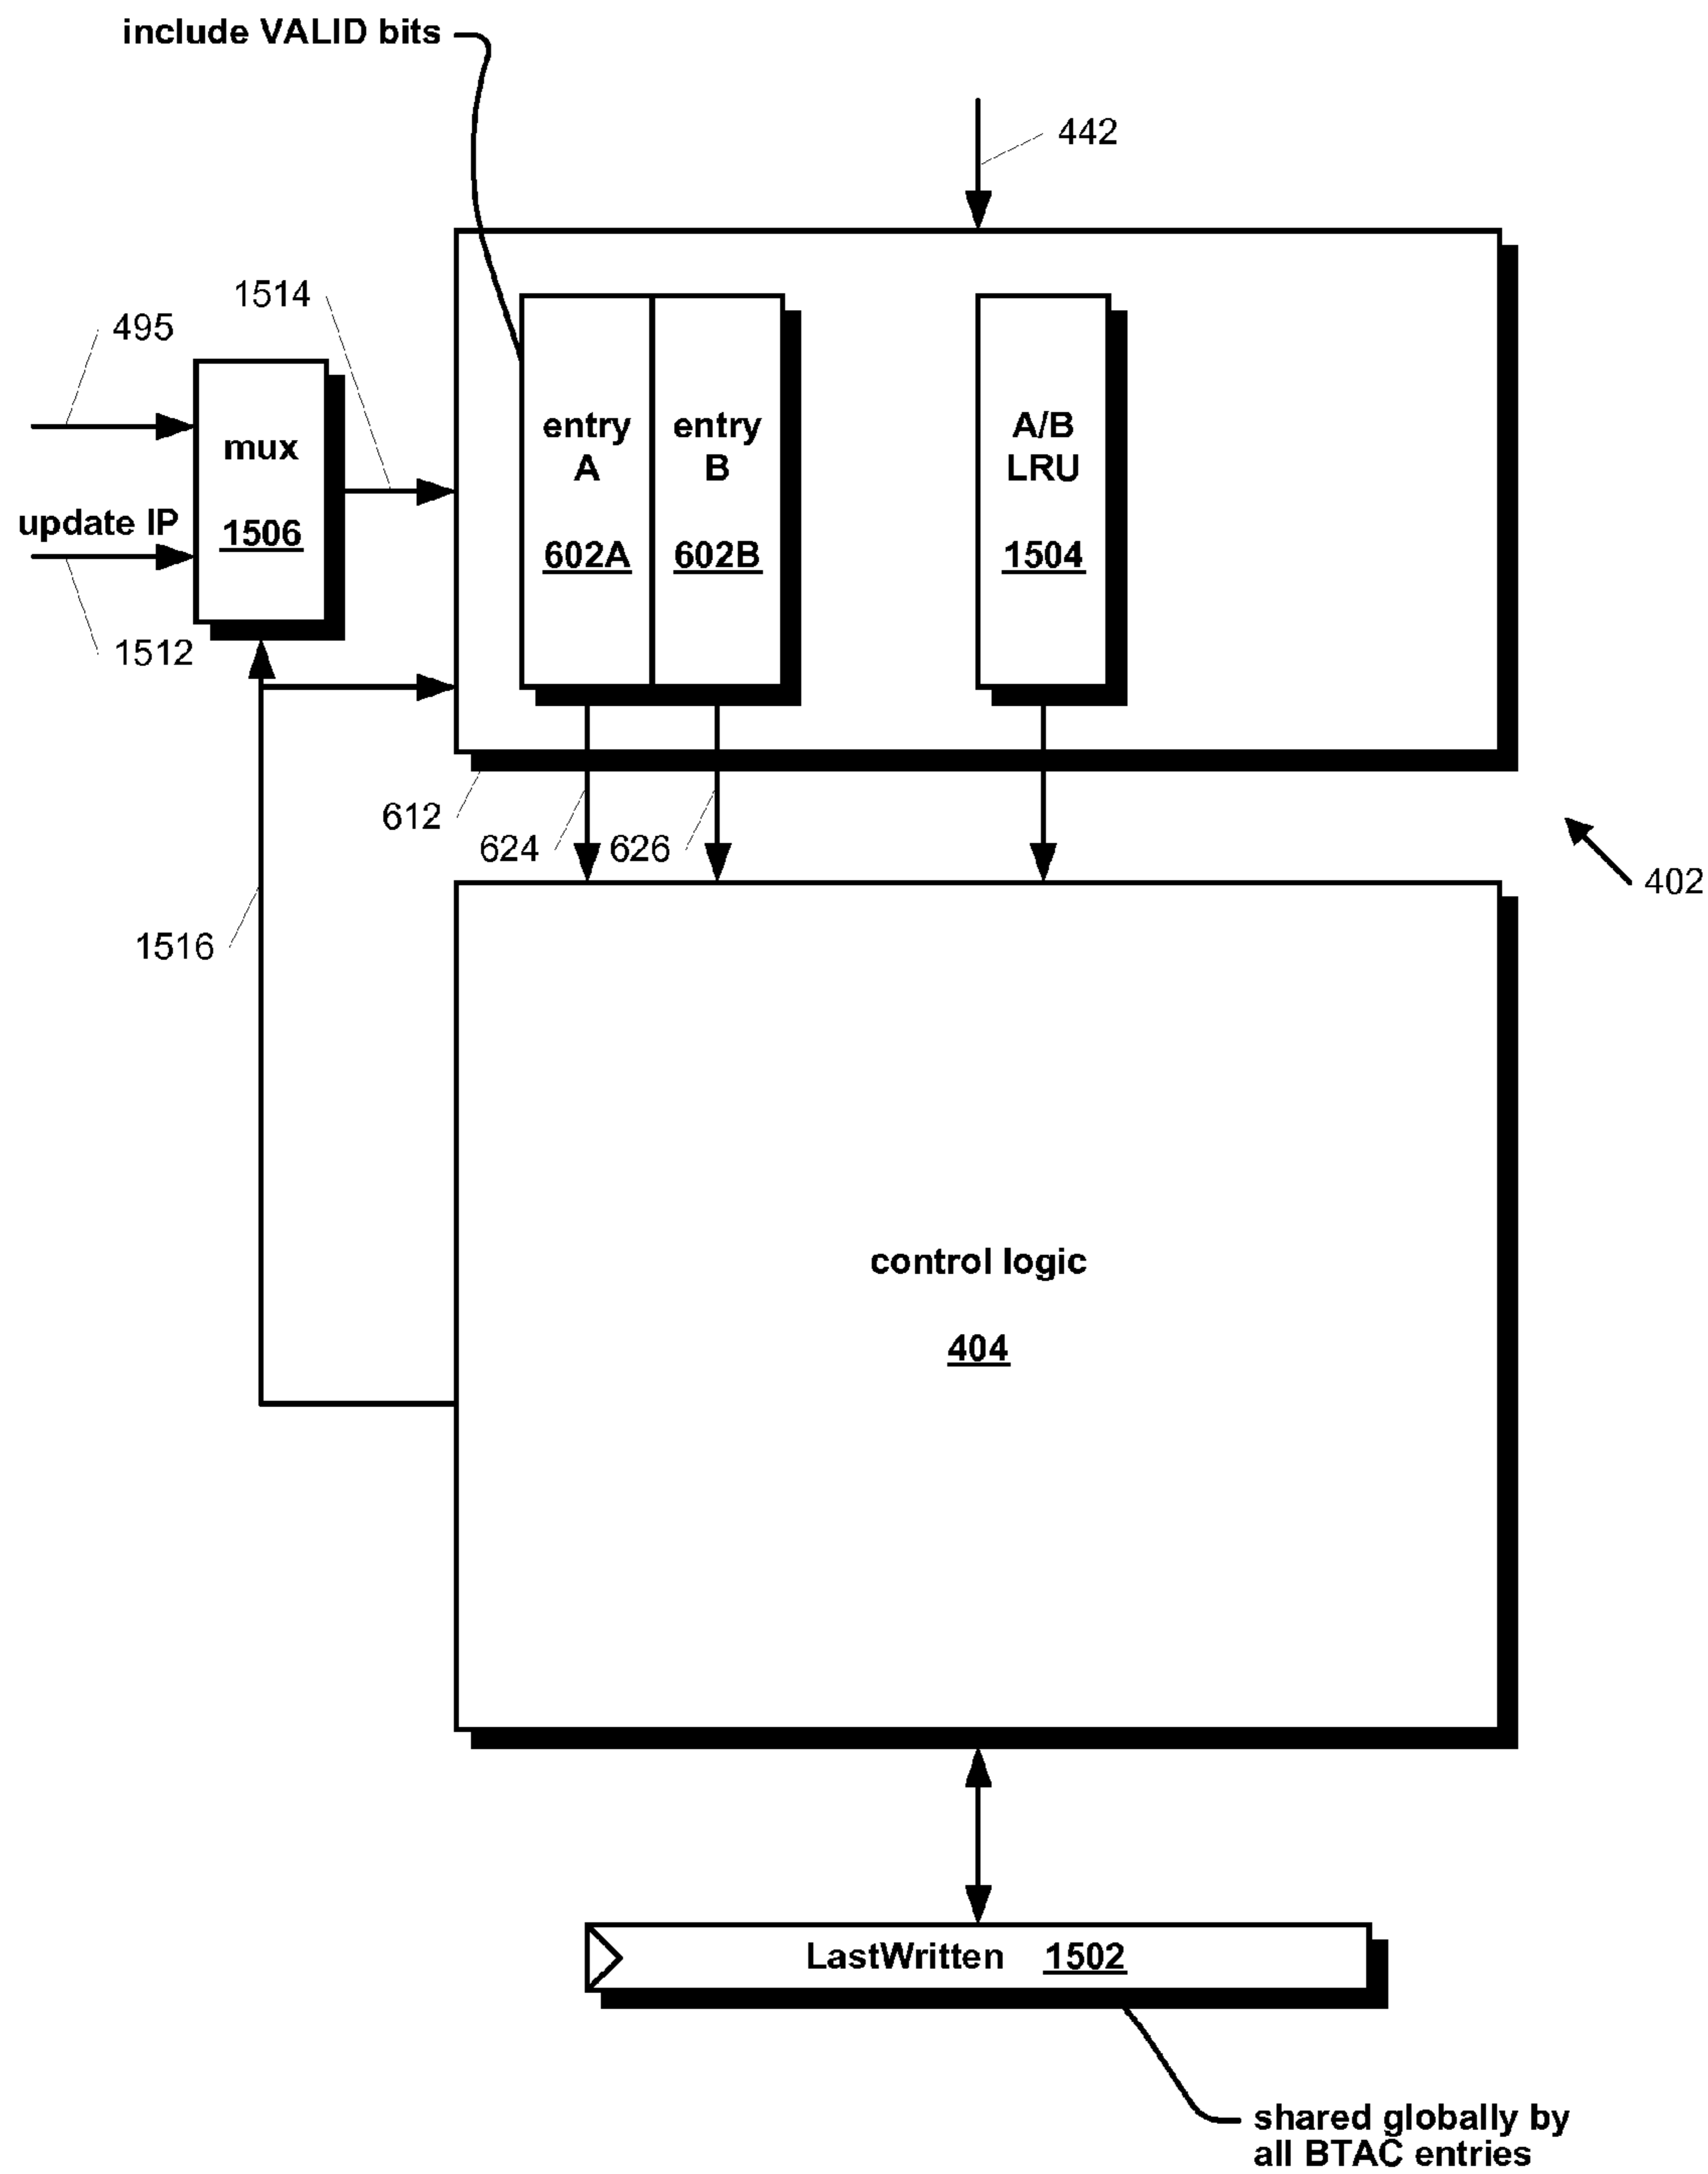 include VALID bits
442
1514
495
mux
1506
update IP
1512
entry
A
602A
entry
B
602B
A/B
LRU
1504
612
624
626
402
1516
control logic
404
LastWritten 1502
shared globally by
all BTAC entries